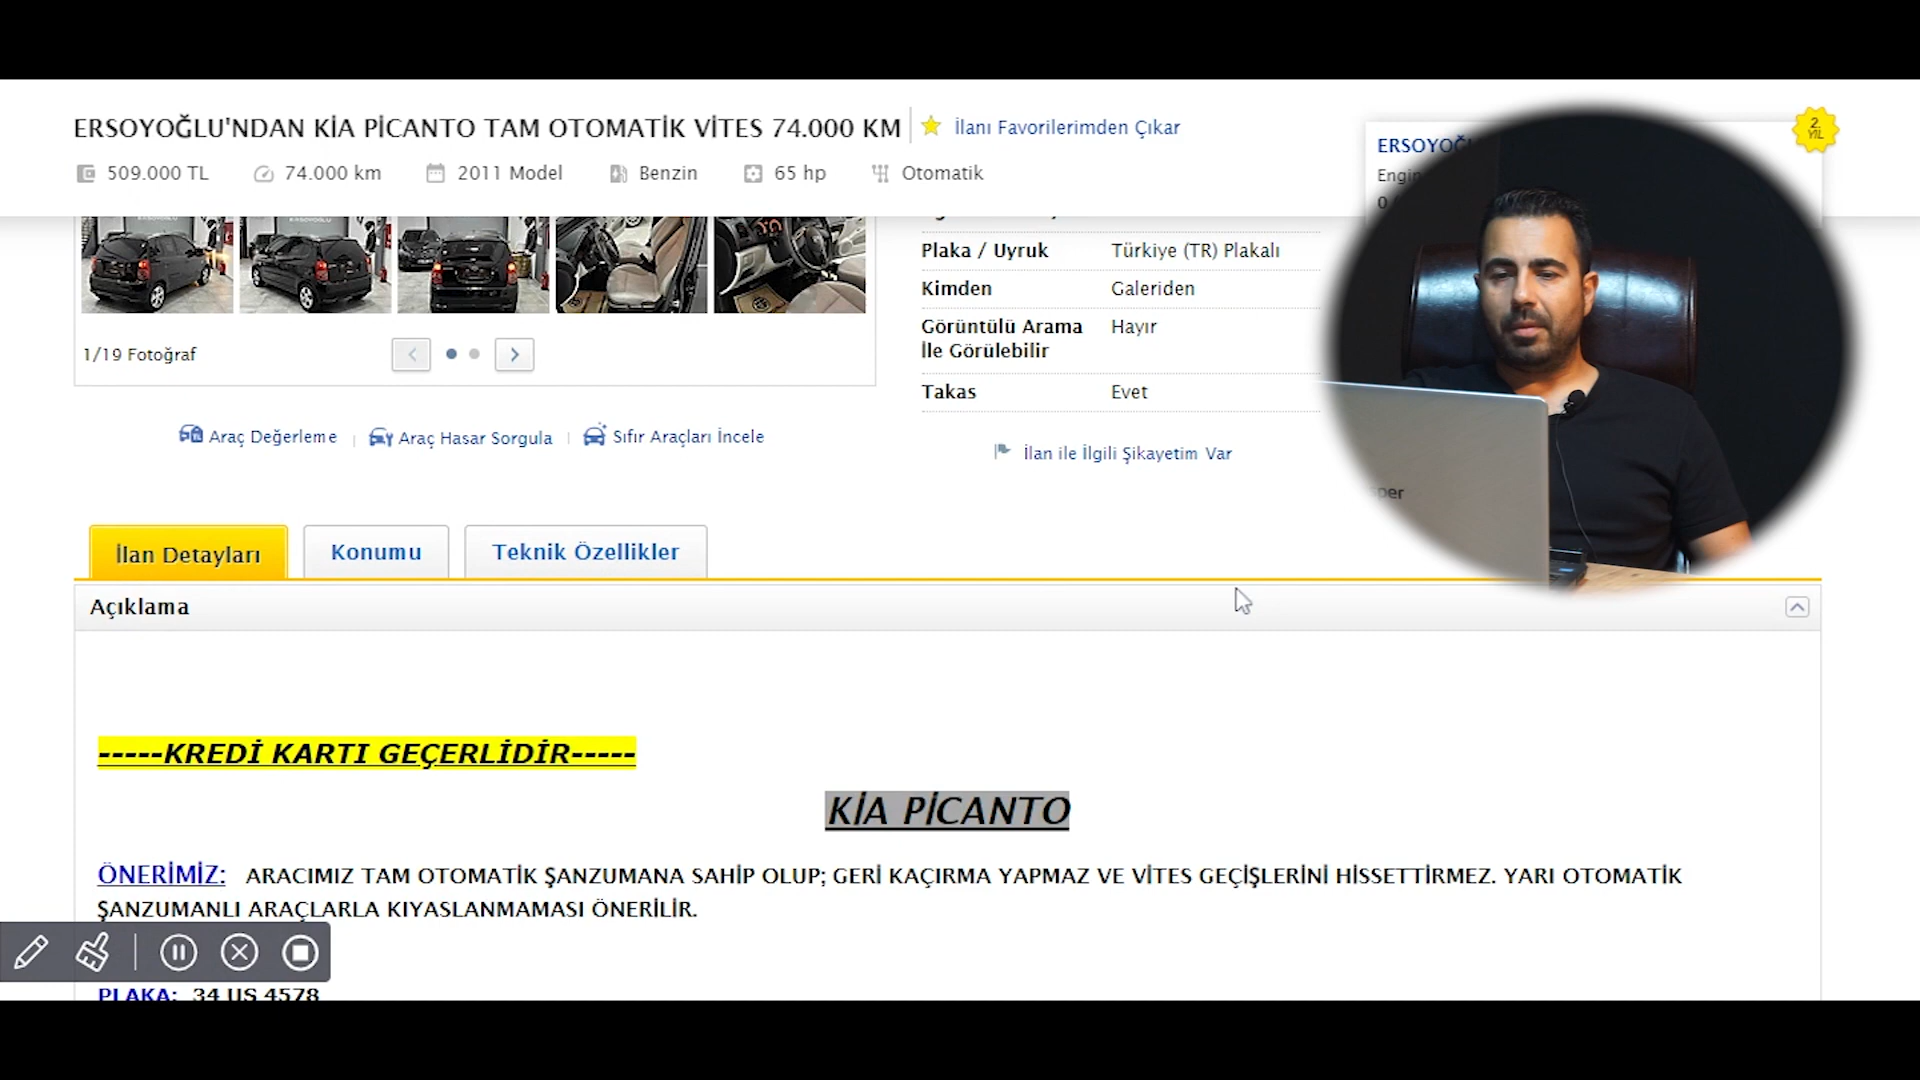 ERSOYOĞLU'NDAN KİA PİCANTO TAM OTOMATİK VİTES 74.000 KM
İlanı Favorilerimden Çıkar
509.000 TL
74.000 km
2011 Model
Benzin
65 hp
Otomatik
2.
YIL
Plaka / Uyruk Türkiye (TR) Plakalı
Kimden Galeriden
Görüntülü Arama Hayır
İle Görülebilir
Takas Evet
1/19 Fotoğraf
Araç Değerleme
Araç Hasar Sorgula
Sıfır Araçları İncele
İlan ile İlgili Şikayetim Var
İlan Detayları
Konumu
Teknik Özellikler
Açıklama
-----KREDİ KARTI GEÇERLİDİR-----
KİA PİCANTO
ÖNERİMİZ: ARACIMIZ TAM OTOMATİK ŞANZUMANA SAHİP OLUP; GERİ KAÇIRMA YAPMAZ VE VİTES GEÇİŞLERİNİ HİSSETTİRMEZ. YARI OTOMATİK
ŞANZUMANLI ARAÇLARLA KIYASLANMAMASI ÖNERİLİR.
PLAKA: 34 US 4578